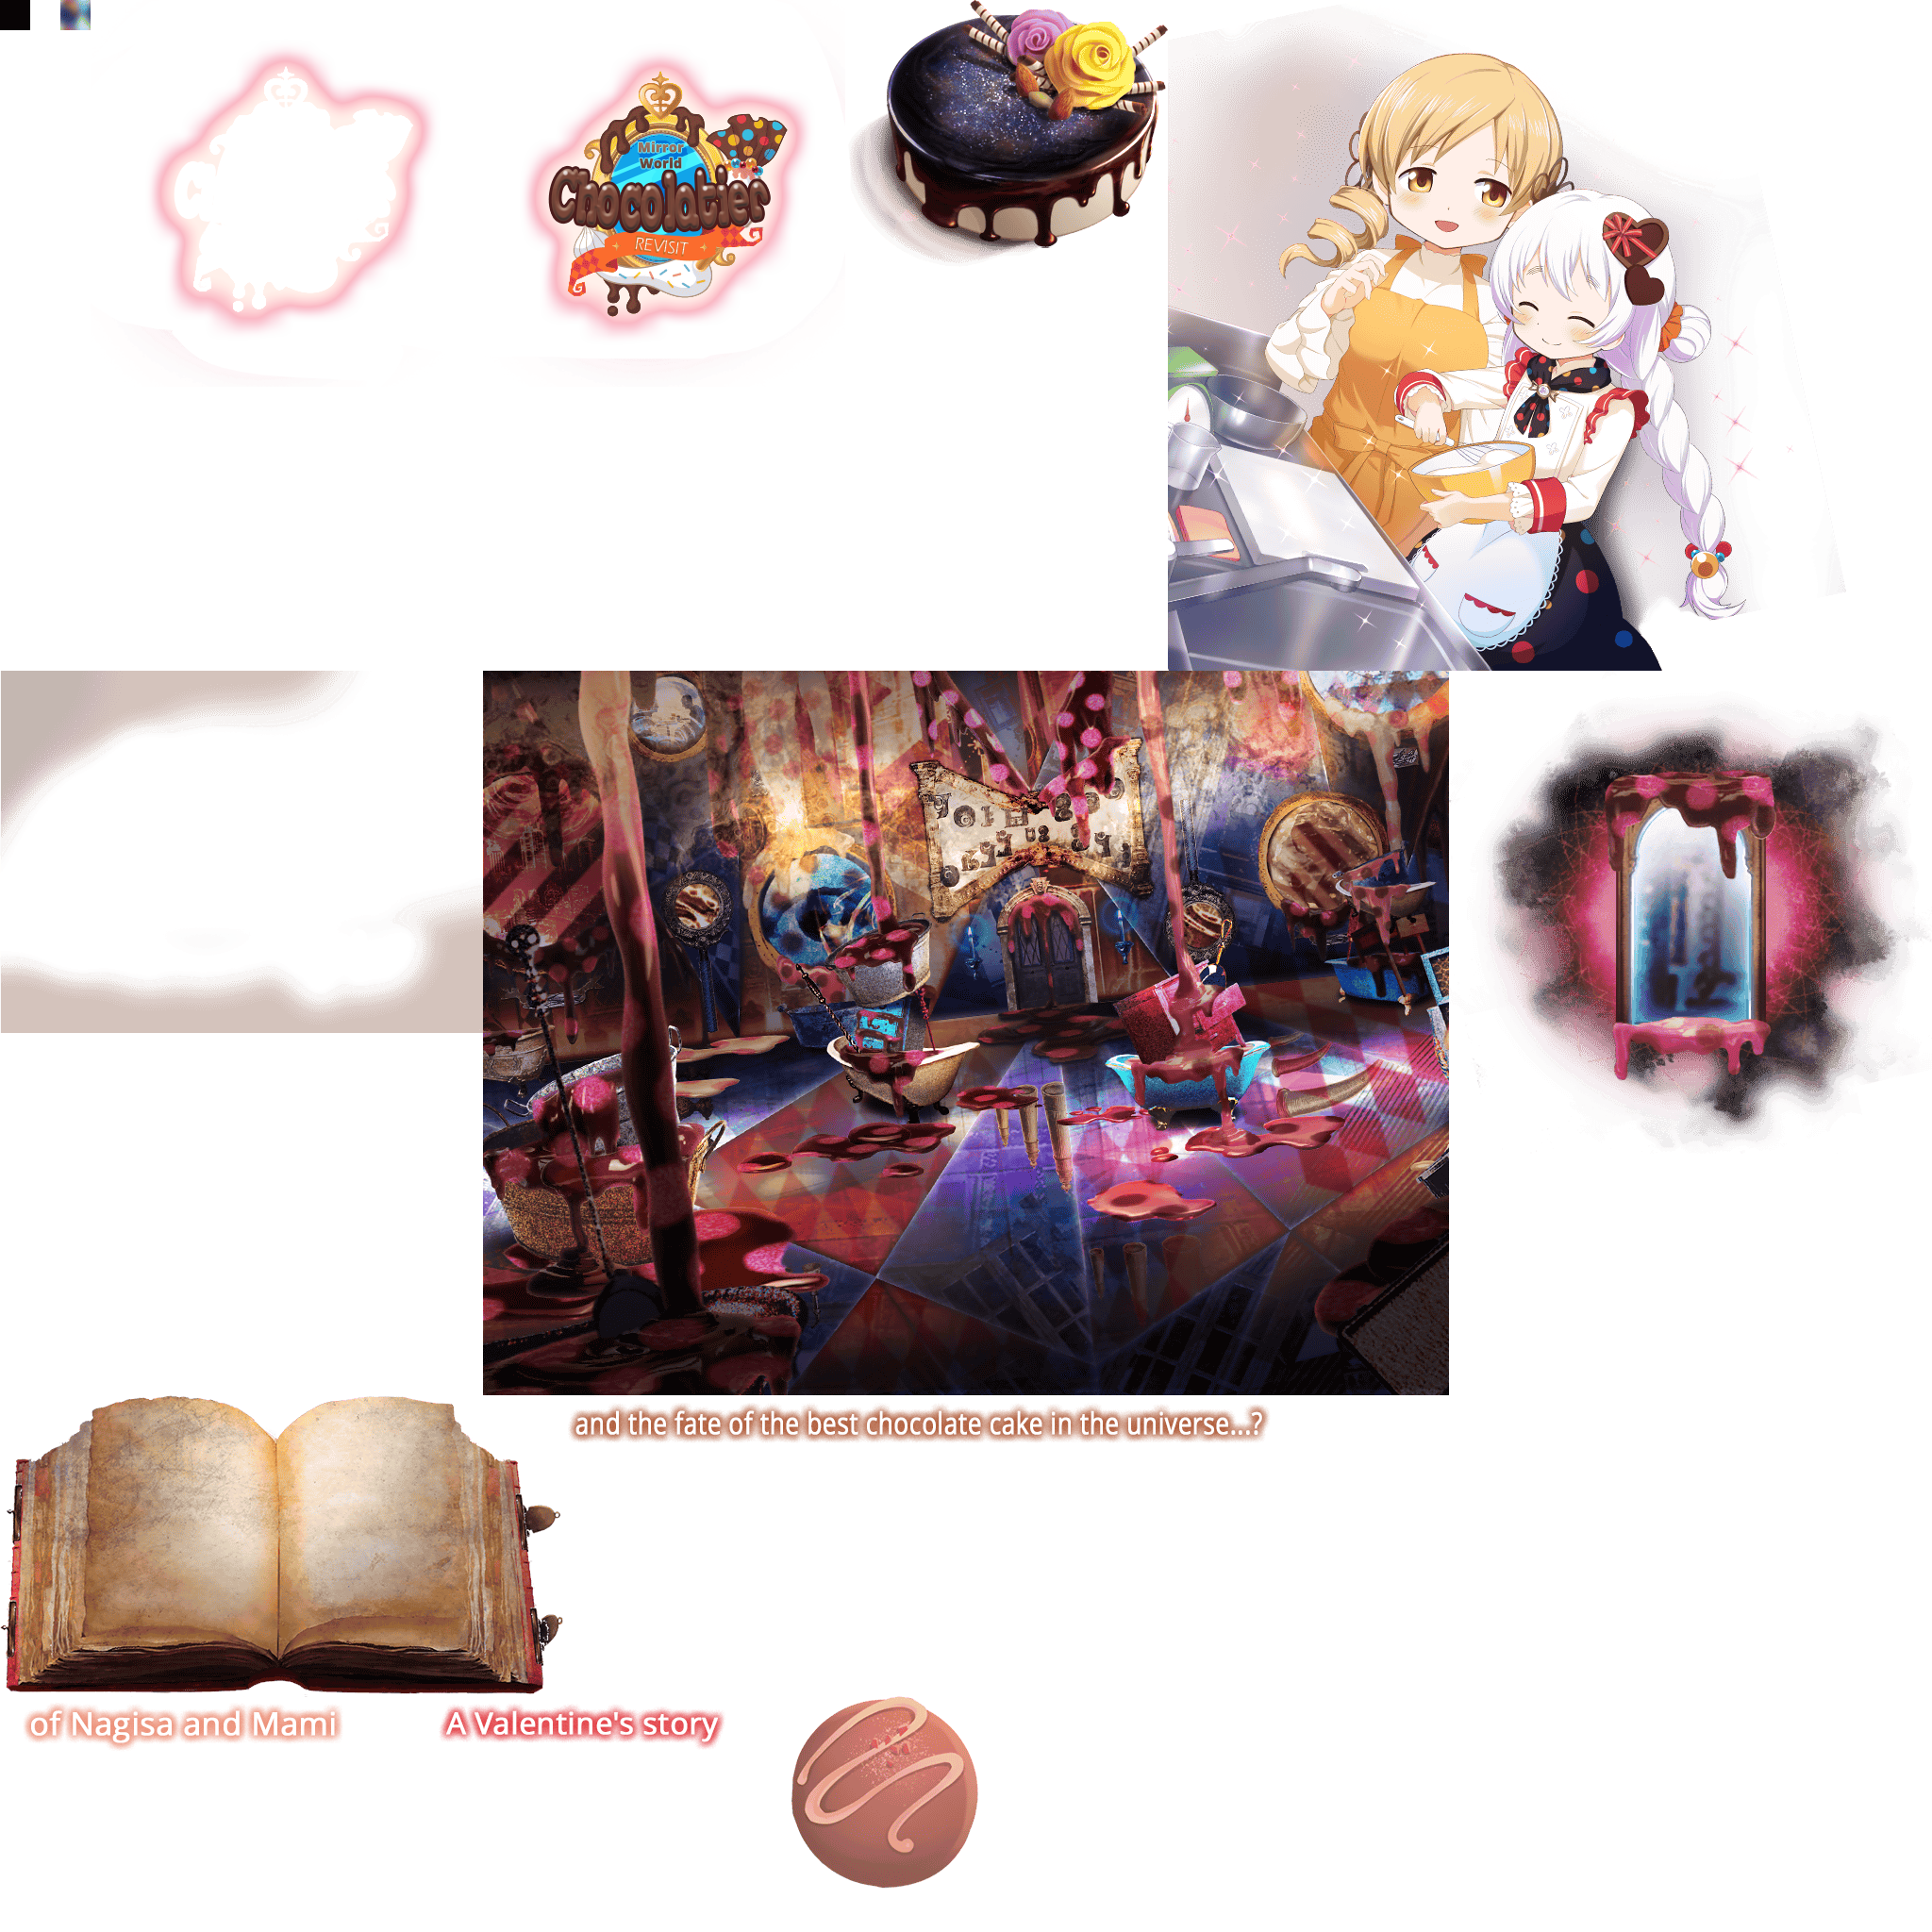 Mirror
World
Chocolatier
REVISIT
and the fate of the best chocolate cake in the universe...?
of Nagisa and Mami
A Valentine's story